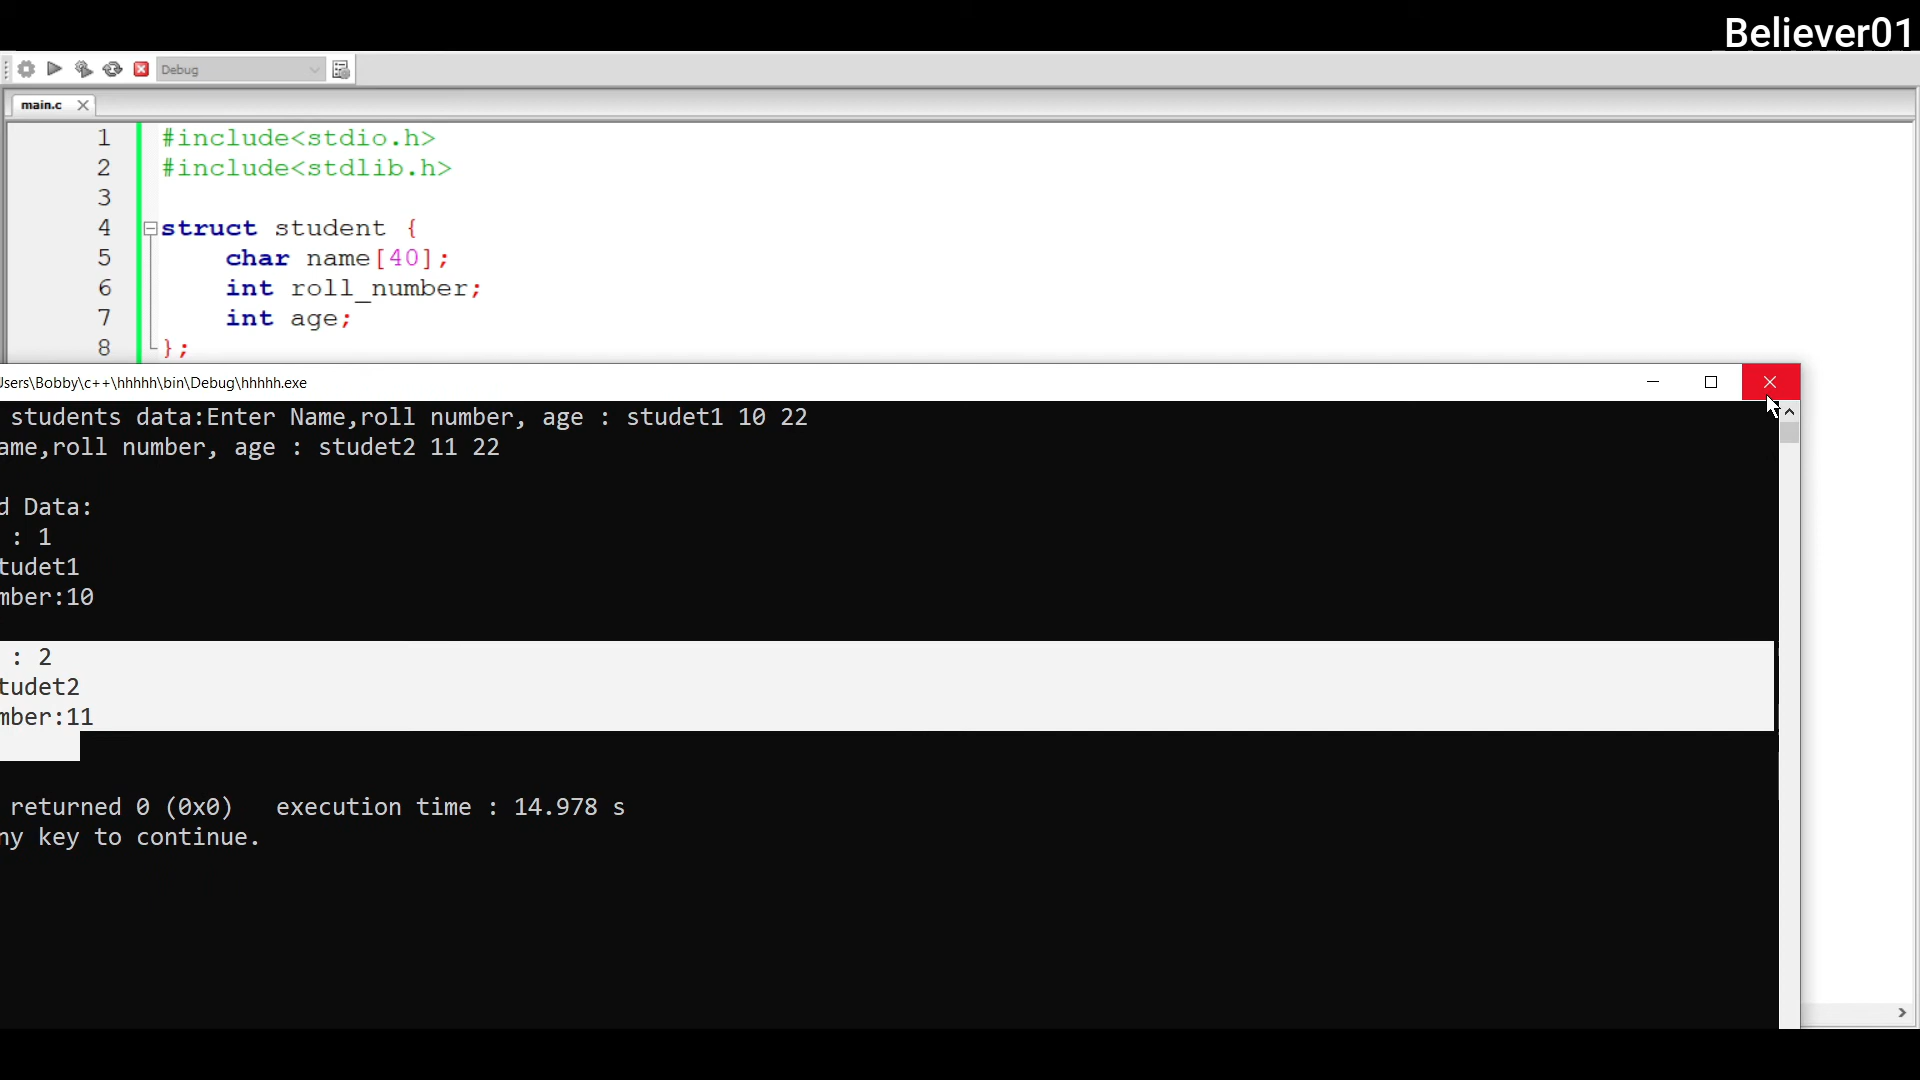 Believer01
Debug
main.c
1 #include<stdio.h>
2 #include<stdlib.h>
3
4 struct student {
5 char name[40];
6 int roll_number;
7 int age;
8 };
Users\Bobby\c++\hhhhh\bin\Debug\hhhhh.exe
students data:Enter Name,roll number, age : studet1 10 22
ame,roll number, age : studet2 11 22
d Data:
: 1
tudet1
mber:10
: 2
tudet2
mber:11
returned 0 (0x0) execution time : 14.978 s
ny key to continue.